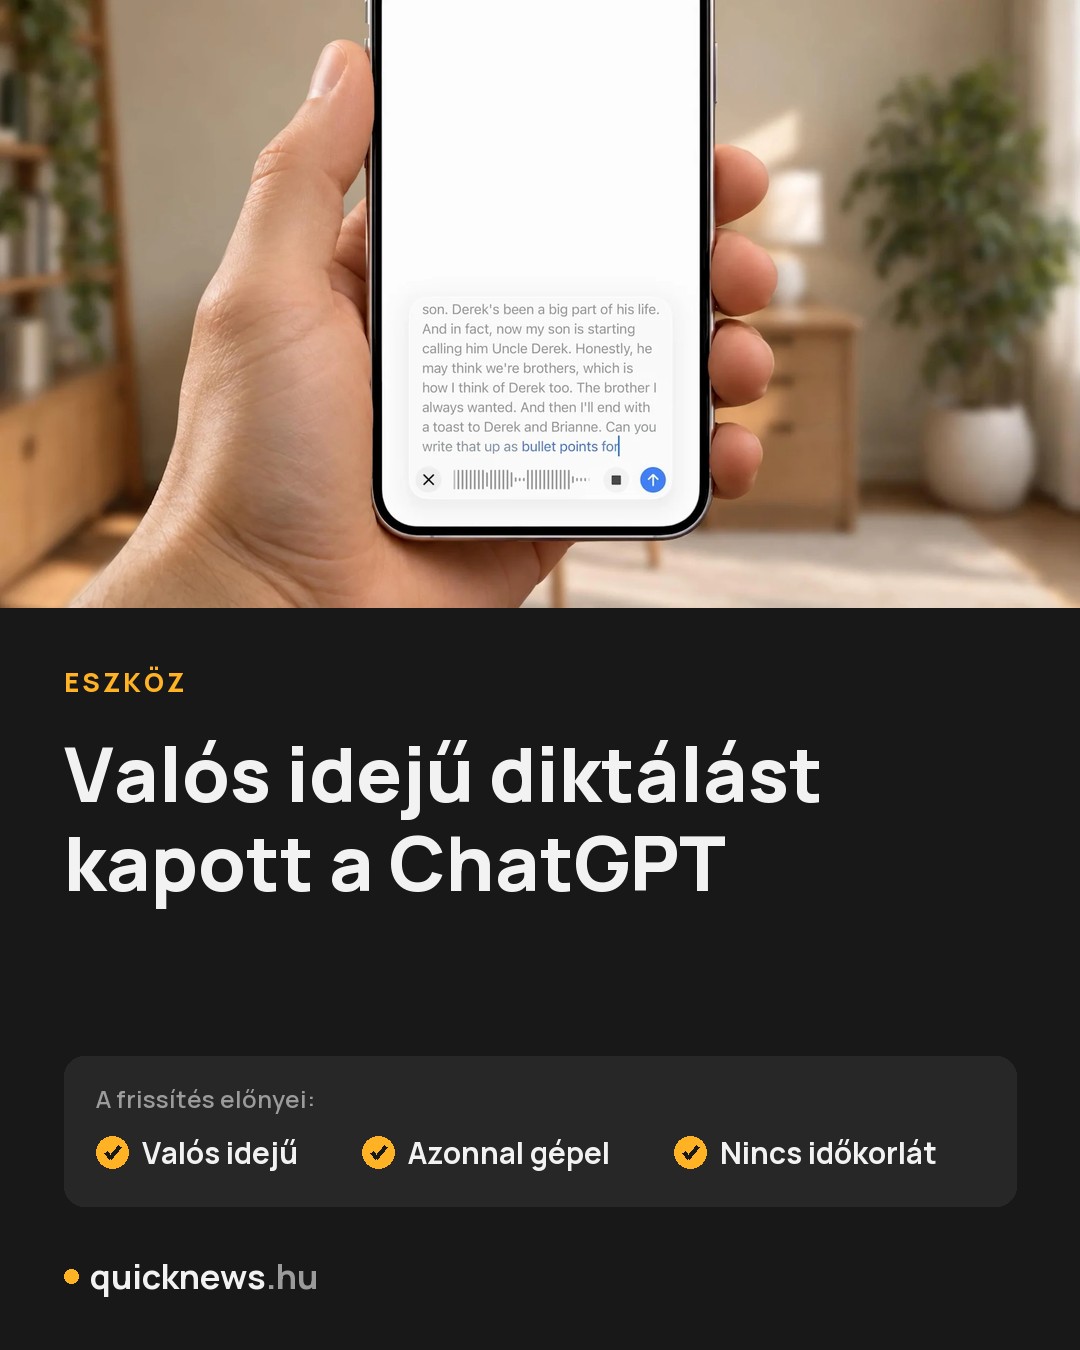 son. Derek's been a big part of his life.
And in fact, now my son is starting
calling him Uncle Derek. Honestly, he
may think we're brothers, which is
how I think of Derek too. The brother I
always wanted. And then I'll end with
a toast to Derek and Brianne. Can you
write that up as bullet points for
ESZKÖZ
Valós idejű diktálást
kapott a ChatGPT
A frissítés előnyei:
Valós idejű Azonnal gépel Nincs időkorlát
quicknews.hu